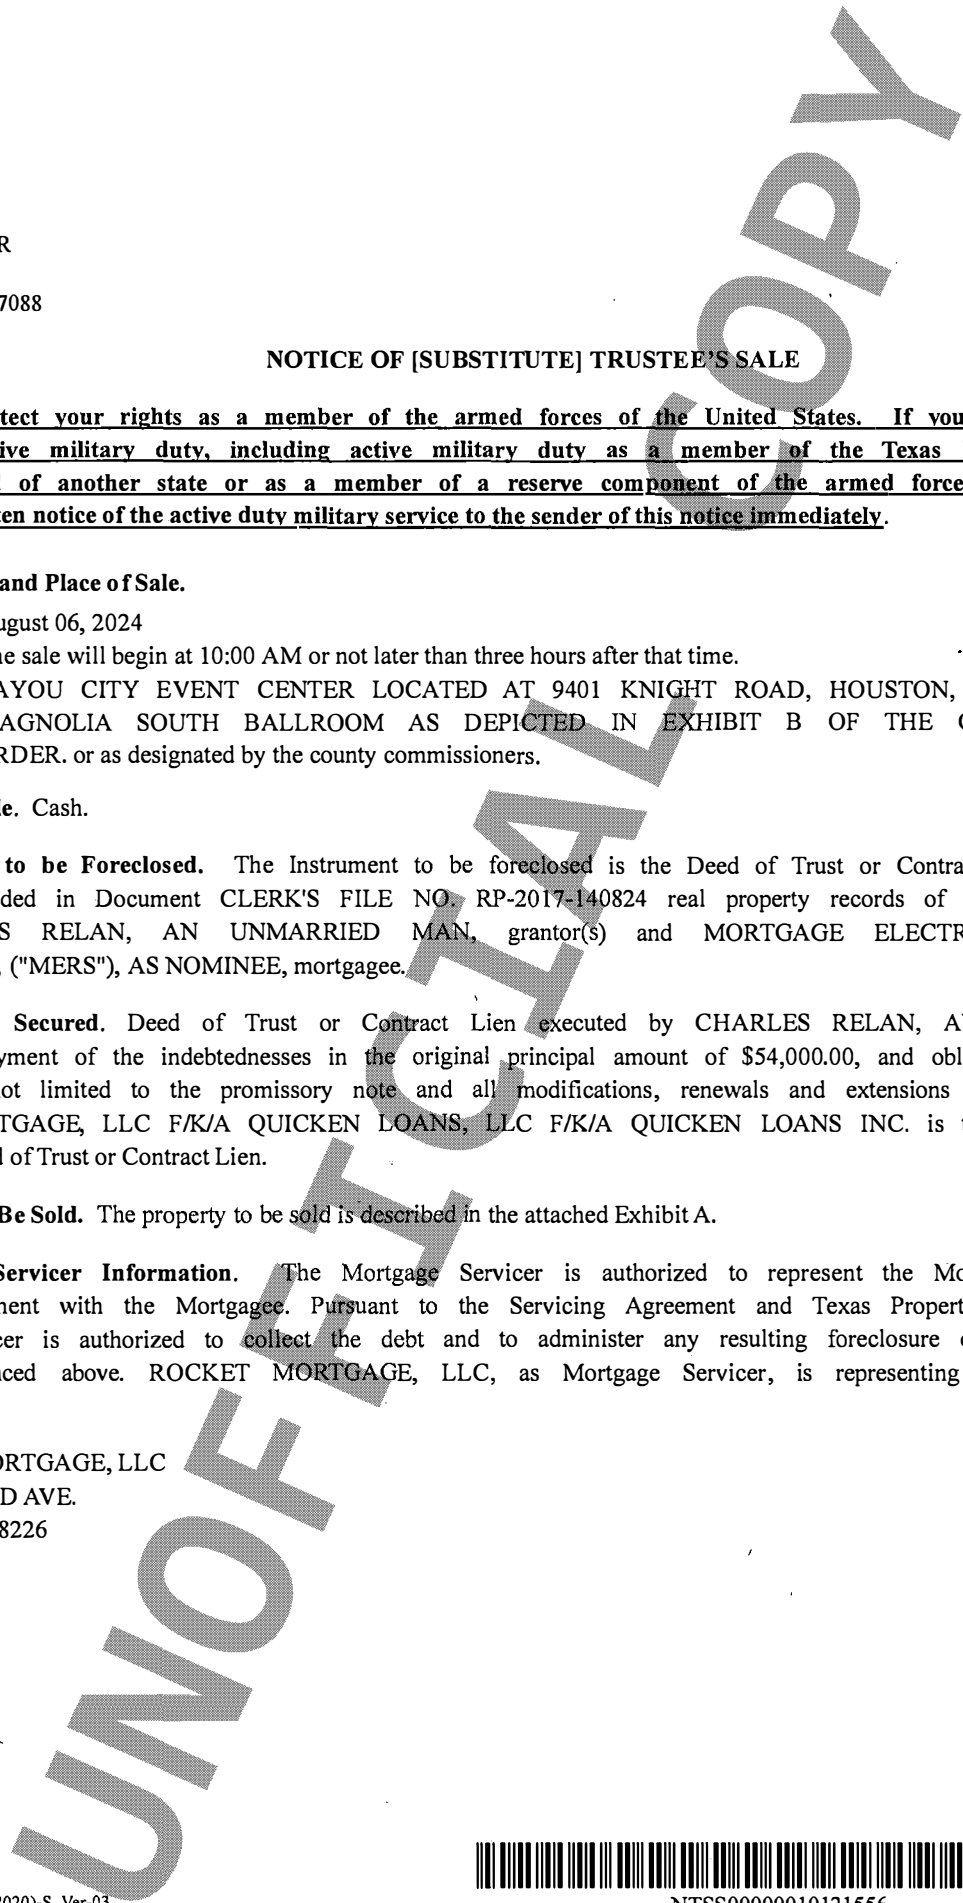 R
7088
NOTICE OF [SUBSTITUTE] TRUSTEE'S SALE
tect your rights as a member of the armed forces of the United States. If you
ive military duty, including active military duty as a member of the Texas
of another state or as a member of a reserve component of the armed force
en notice of the active duty military service to the sender of this notice immediately.
and Place of Sale.
ugust 06, 2024
e sale will begin at 10:00 AM or not later than three hours after that time.
AYOU CITY EVENT CENTER LOCATED AT 9401 KNIGHT ROAD, HOUSTON,
AGNOLIA SOUTH BALLROOM AS DEPICTED IN EXHIBIT B OF THE C
RDER. or as designated by the county commissioners.
le. Cash.
to be Foreclosed. The Instrument to be foreclosed is the Deed of Trust or Contra
ded in Document CLERK'S FILE NO. RP-2017-140824 real property records of
S RELAN, AN UNMARRIED MAN, grantor(s) and MORTGAGE ELECTR
, ("MERS"), AS NOMINEE, mortgagee.
Secured. Deed of Trust or Contract Lien executed by CHARLES RELAN, A
yment of the indebtednesses in the original principal amount of $54,000.00, and obl
ot limited to the promissory note and all modifications, renewals and extensions
TGAGE, LLC F/K/A QUICKEN LOANS, LLC F/K/A QUICKEN LOANS INC. is t
d of Trust or Contract Lien.
Be Sold. The property to be sold is described in the attached Exhibit A.
Servicer Information. The Mortgage Servicer is authorized to represent the Mo
ment with the Mortgagee. Pursuant to the Servicing Agreement and Texas Propert
cer is authorized to collect the debt and to administer any resulting foreclosure
nced above. ROCKET MORTGAGE, LLC, as Mortgage Servicer, is representing
ORTGAGE, LLC
D AVE.
8226
UNOFFICIAL COPY